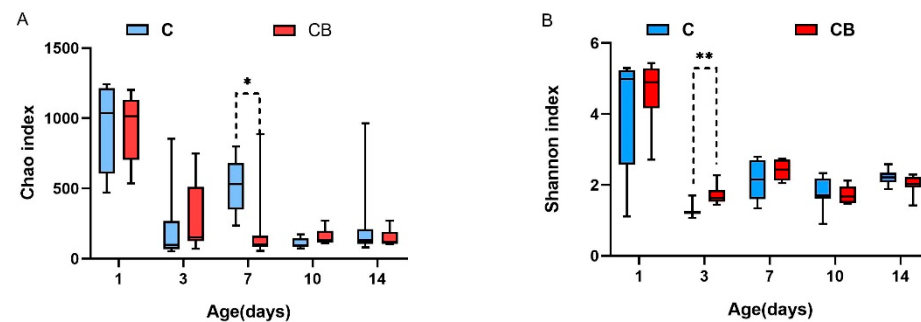 A
C CB
1500
1000
500
0
Chao index
*
1 3 7 10 14
Age(days)
B
C CB
6
4
2
0
Shannon index
**
1 3 7 10 14
Age(days)